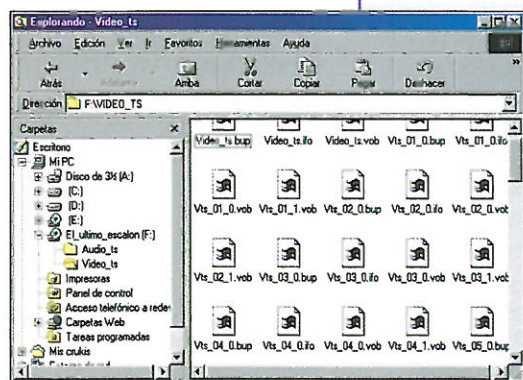 Explorando - Video_ts
Archivo Edición Ver Ir Favoritos Herramientas Ayuda
Atrás Arriba Cortar Copiar Pegar Deshacer
Dirección F:\VIDEO_TS
Carpetas
Escritorio
Mi PC
Disco de 3½ (A:)
(C:)
(D:)
(E:)
El_ultimo_escalon (F:)
Audio_ts
Video_ts
Impresoras
Panel de control
Acceso telefónico a redes
Carpetas Web
Tareas programadas
Mis crukis
Video_ts.bup Video_ts.ifo Video_ts.vob Vts_01_0.bup Vts_01_0.ifo
Vts_01_0.vob Vts_01_1.vob Vts_02_0.bup Vts_02_0.ifo Vts_02_0.vob
Vts_02_1.vob Vts_03_0.bup Vts_03_0.ifo Vts_03_0.vob Vts_03_1.vob
Vts_04_0.bup Vts_04_0.ifo Vts_04_0.vob Vts_04_1.vob Vts_05_0.bup